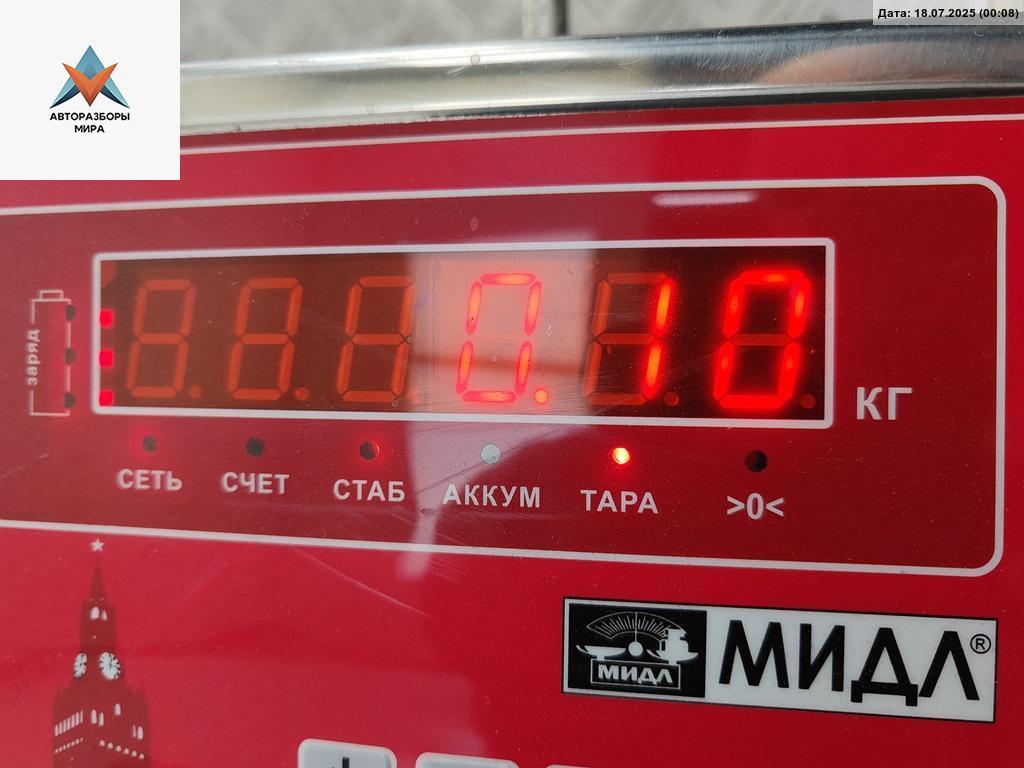 Дата: 18.07.2025 (00:08)
АВТОРАЗБОРЫ
МИРА
заряд
0.10
КГ
СЕТЬ СЧЕТ СТАБ АККУМ ТАРА >0<
МИДЛ МИДЛ®